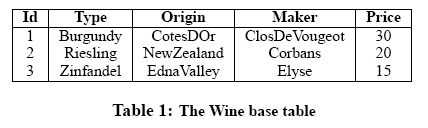 Id Type Origin Maker Price
1 Burgundy CotesDOr ClosDeVougeot 30
2 Riesling NewZealand Corbans 20
3 Zinfandel EdnaValley Elyse 15
Table 1: The Wine base table